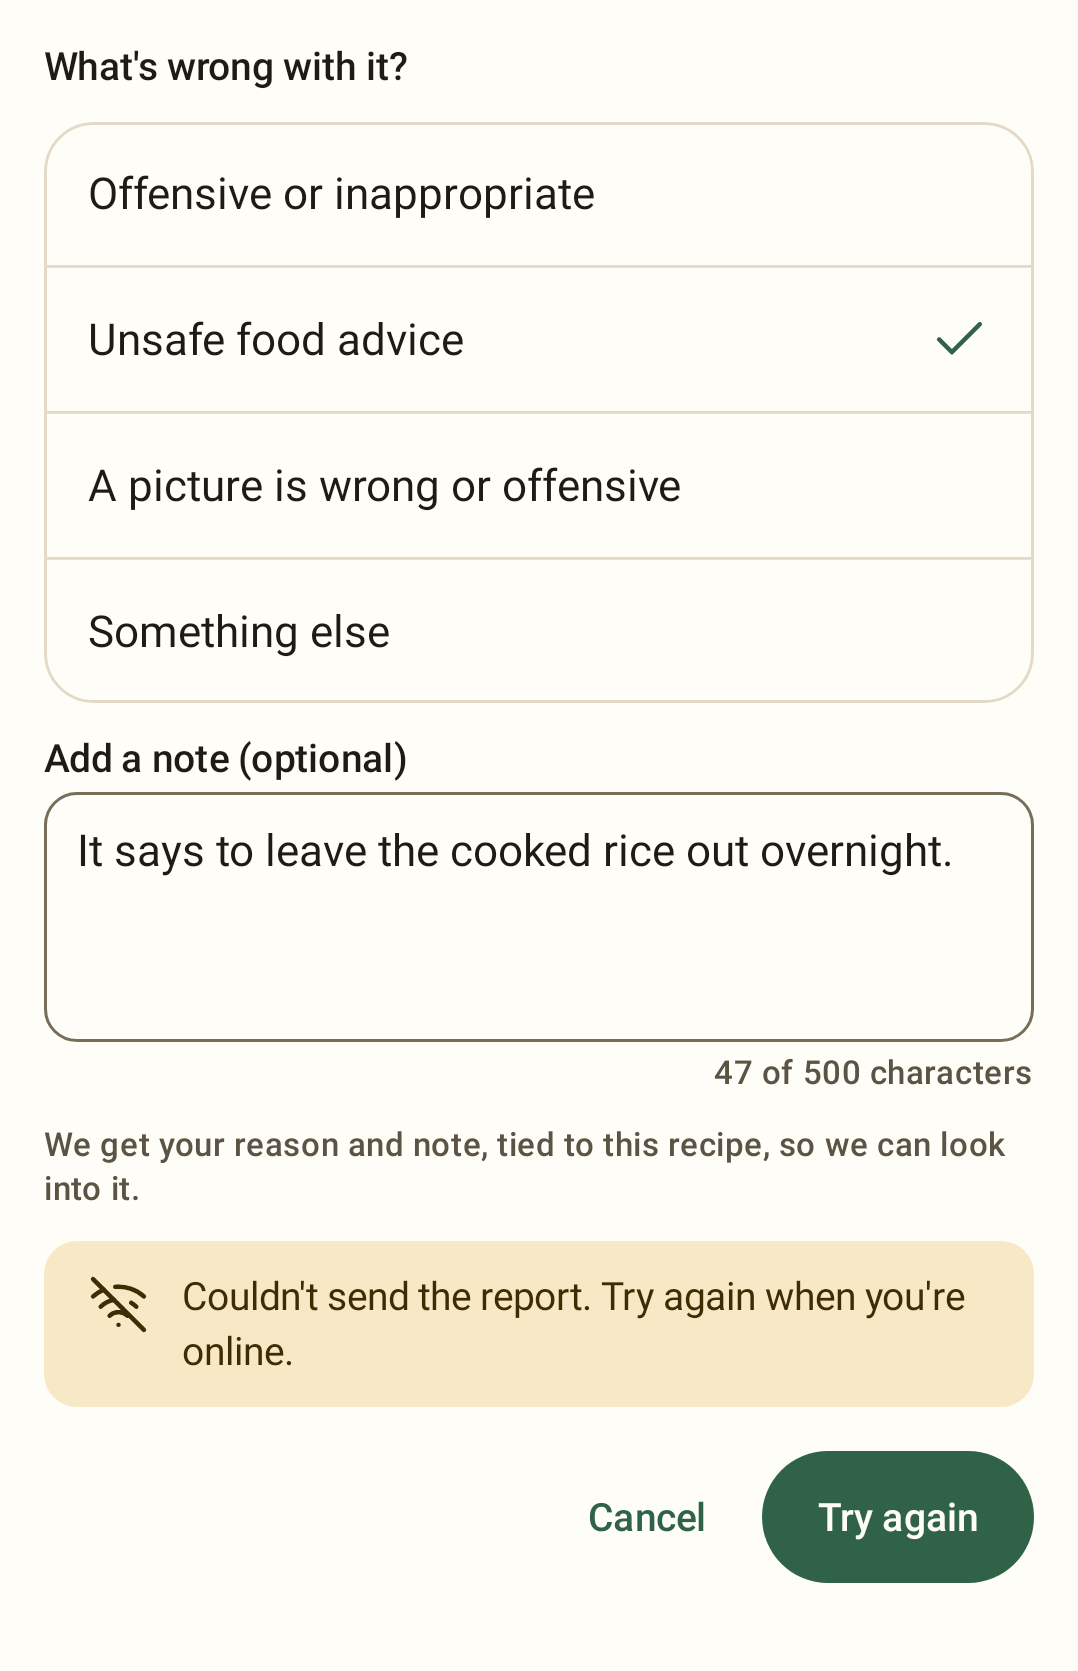 What's wrong with it?
Offensive or inappropriate
Unsafe food advice
A picture is wrong or offensive
Something else
Add a note (optional)
It says to leave the cooked rice out overnight.
47 of 500 characters
We get your reason and note, tied to this recipe, so we can look
into it.
Couldn't send the report. Try again when you're
online.
Cancel
Try again